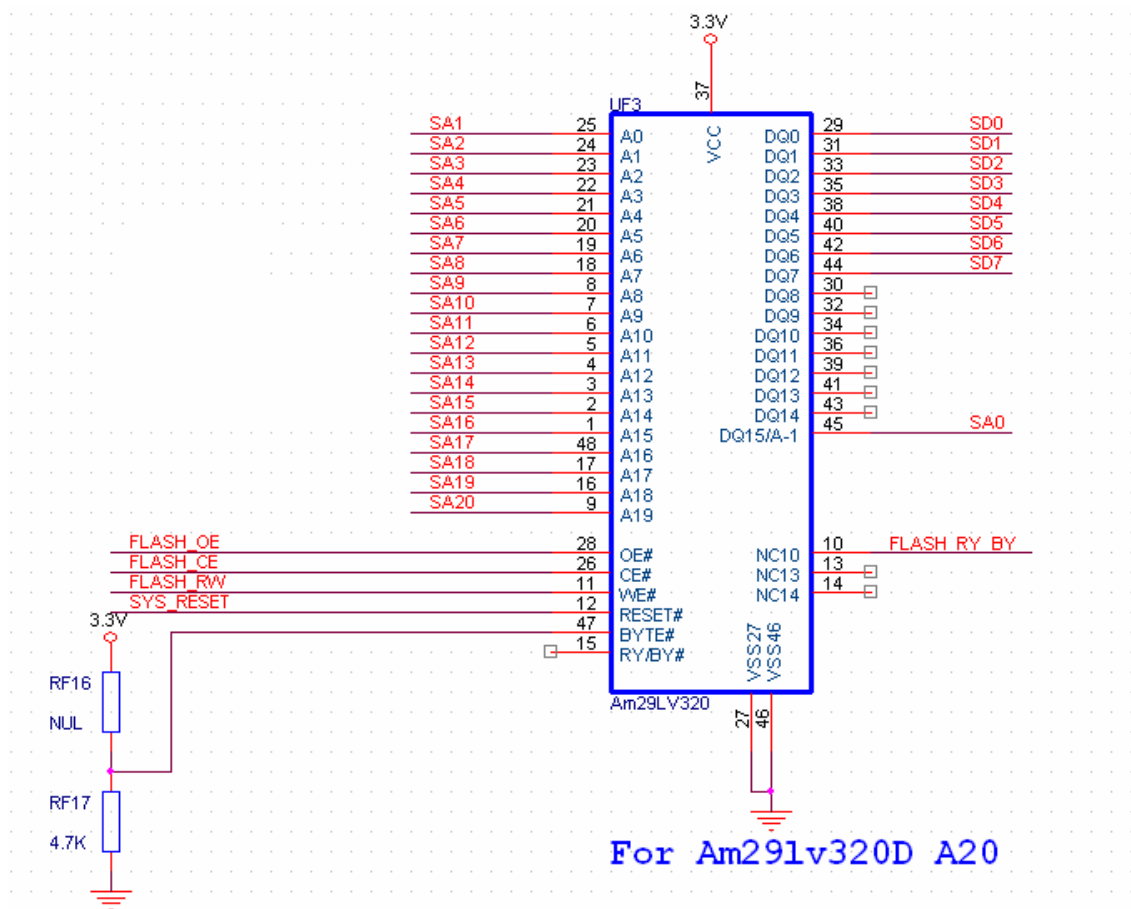 3.3V
37
UF3
VCC
SA1 25 A0 DQ0 29 SD0
SA2 24 A1 DQ1 31 SD1
SA3 23 A2 DQ2 33 SD2
SA4 22 A3 DQ3 35 SD3
SA5 21 A4 DQ4 38 SD4
SA6 20 A5 DQ5 40 SD5
SA7 19 A6 DQ6 42 SD6
SA8 18 A7 DQ7 44 SD7
SA9 8 A8 DQ8 30
SA10 7 A9 DQ9 32
SA11 6 A10 DQ10 34
SA12 5 A11 DQ11 36
SA13 4 A12 DQ12 39
SA14 3 A13 DQ13 41
SA15 2 A14 DQ14 43
SA16 1 A15 DQ15/A-1 45 SA0
SA17 48 A16
SA18 17 A17
SA19 16 A18
SA20 9 A19
FLASH_OE 28 OE# NC10 10 FLASH_RY_BY
FLASH_CE 26 CE# NC13 13
FLASH_RW 11 WE# NC14 14
SYS_RESET 12 RESET#
47 BYTE#
15 RY/BY#
VSS27 VSS46
Am29LV320
27 46
3.3V
RF16
NUL
RF17
4.7K
For Am29lv320D A20